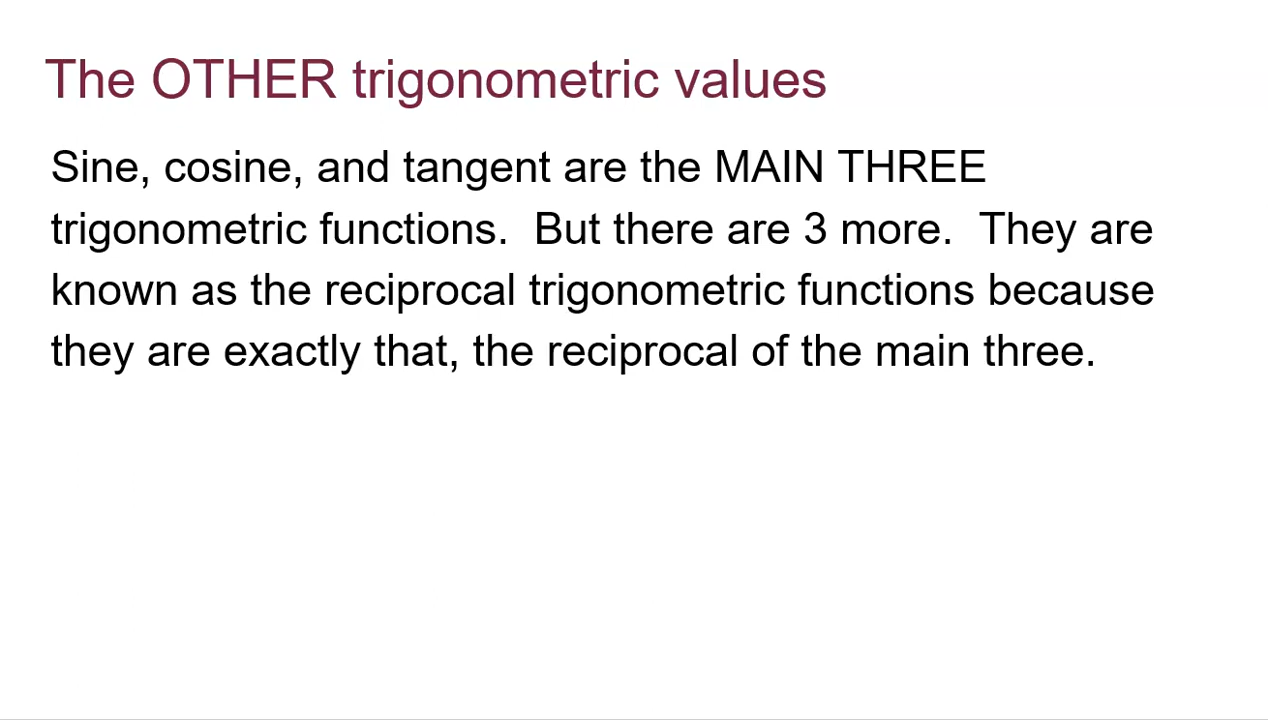 The OTHER trigonometric values
Sine, cosine, and tangent are the MAIN THREE
trigonometric functions.  But there are 3 more.  They are
known as the reciprocal trigonometric functions because
they are exactly that, the reciprocal of the main three.